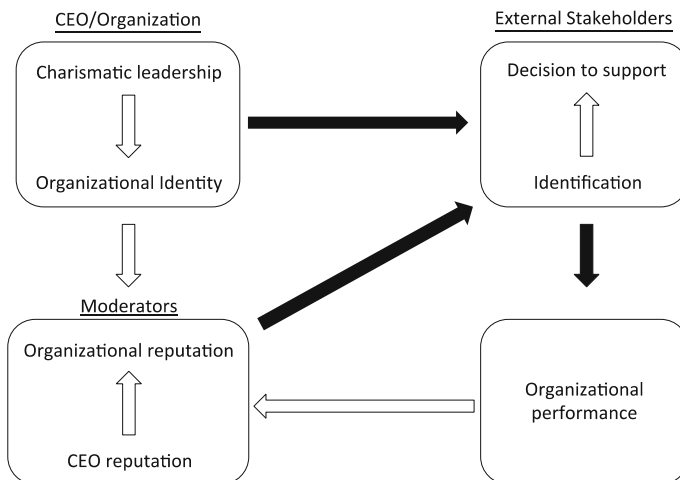 CEO/Organization
Charismatic leadership
Organizational Identity
External Stakeholders
Decision to support
Identification
Moderators
Organizational reputation
CEO reputation
Organizational
performance